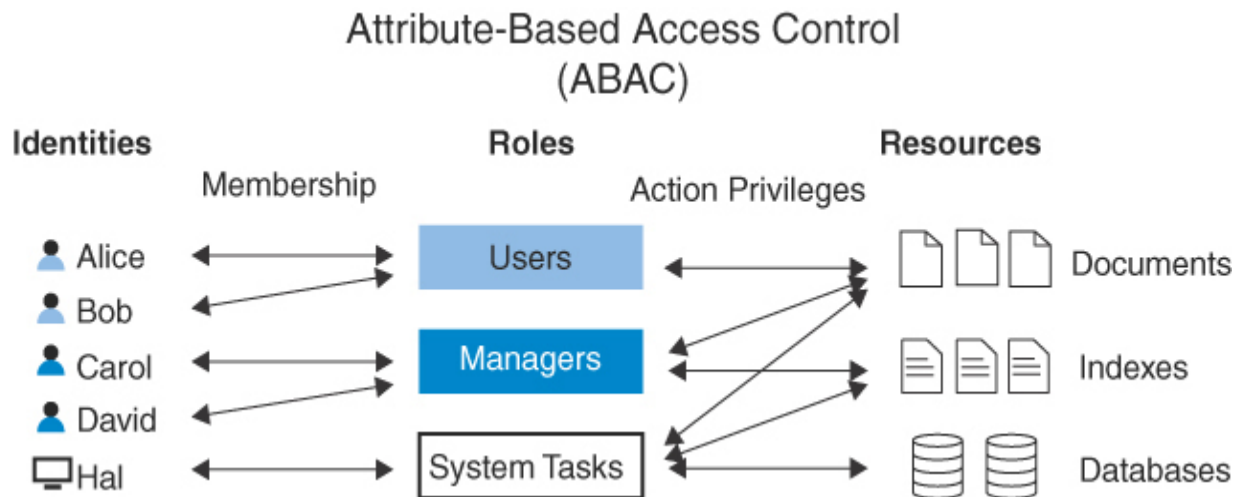 Attribute-Based Access Control
(ABAC)
Identities
Roles
Resources
Membership
Action Privileges
Alice
Users
Documents
Bob
Carol
Managers
Indexes
David
Hal
System Tasks
Databases